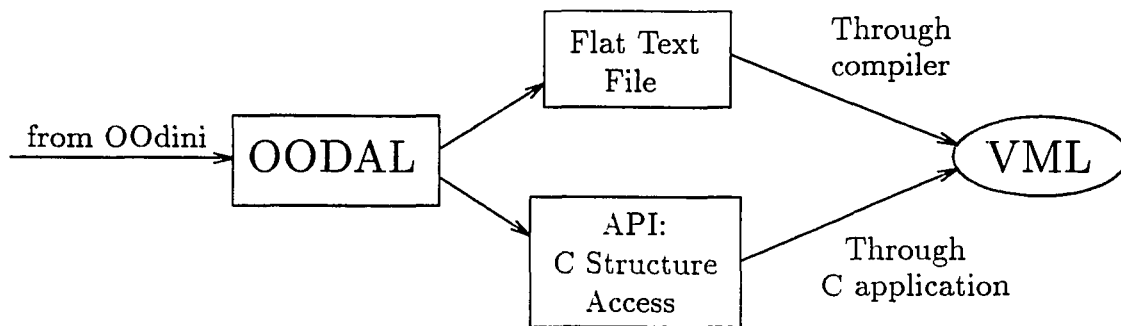 from OOdini
OODAL
Flat Text
File
Through
compiler
API:
C Structure
Access
Through
C application
VML